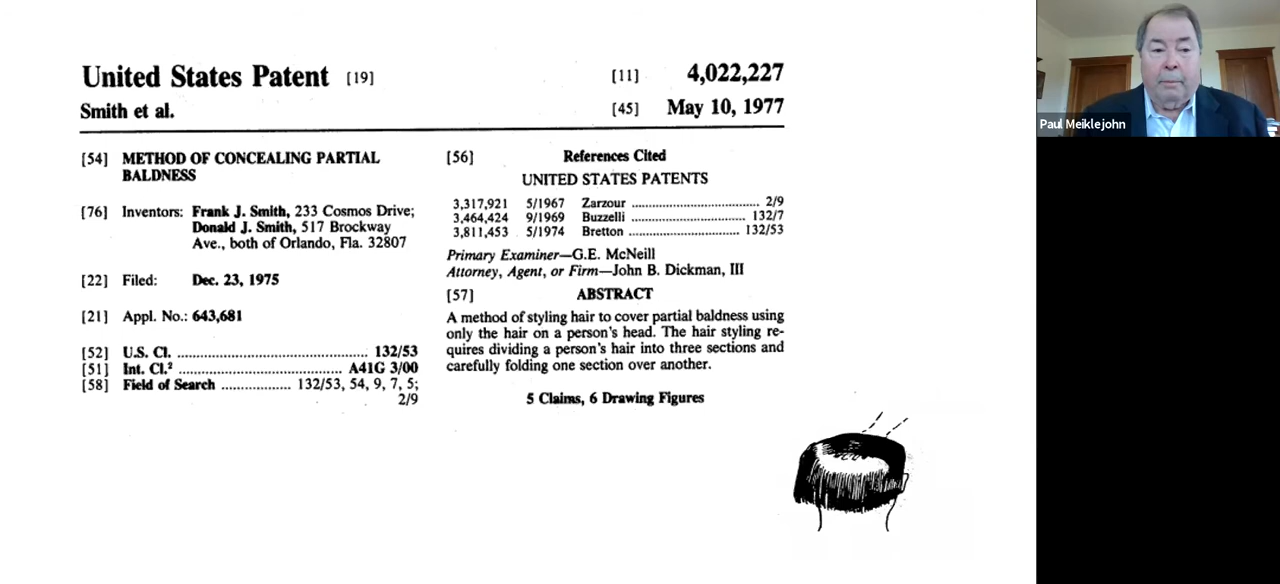 United States Patent [19]
Smith et al.
[11] 4,022,227
[45] May 10, 1977
[54] METHOD OF CONCEALING PARTIAL
BALDNESS
[76] Inventors: Frank J. Smith, 233 Cosmos Drive;
Donald J. Smith, 517 Brockway
Ave., both of Orlando, Fla. 32807
[22] Filed: Dec. 23, 1975
[21] Appl. No.: 643,681
[52] U.S. Cl. ................................................ 132/53
[51] Int. Cl.² ......................................... A41G 3/00
[58] Field of Search ................. 132/53, 54, 9, 7, 5;
2/9
[56] References Cited
UNITED STATES PATENTS
3,317,921 5/1967 Zarzour .................................. 2/9
3,464,424 9/1969 Buzzelli ................................ 132/7
3,811,453 5/1974 Bretton ............................. 132/53
Primary Examiner—G.E. McNeill
Attorney, Agent, or Firm—John B. Dickman, III
[57] ABSTRACT
A method of styling hair to cover partial baldness using
only the hair on a person's head. The hair styling re-
quires dividing a person's hair into three sections and
carefully folding one section over another.
5 Claims, 6 Drawing Figures
Paul Meiklejohn